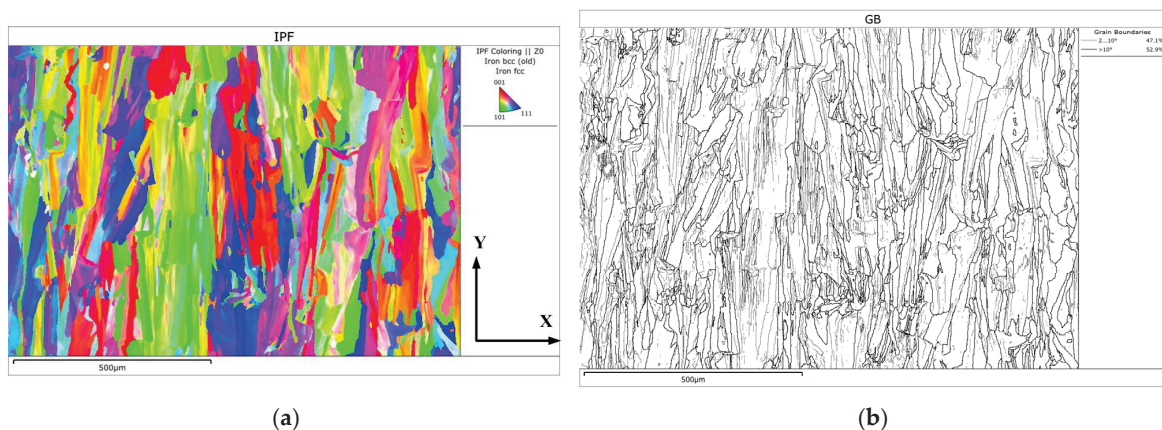 IPF
IPF Coloring || Z0
Iron bcc (old)
Iron fcc
001
101
111
Y
X
500µm
(a)
GB
Grain Boundaries
2...10° 47.1%
>10° 52.9%
500µm
(b)